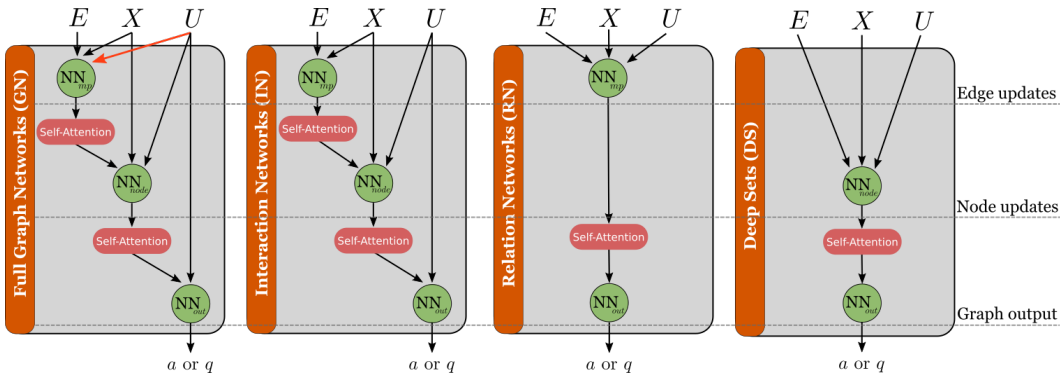 E X U
E X U
E X U
E X U
Full Graph Networks (GN)
NN mp
Self-Attention
NN node
Self-Attention
NN out
a or q
Interaction Networks (IN)
NN mp
Self-Attention
NN node
Self-Attention
NN out
a or q
Relation Networks (RN)
NN mp
Self-Attention
NN out
a or q
Deep Sets (DS)
NN node
Self-Attention
NN out
a or q
Edge updates
Node updates
Graph output